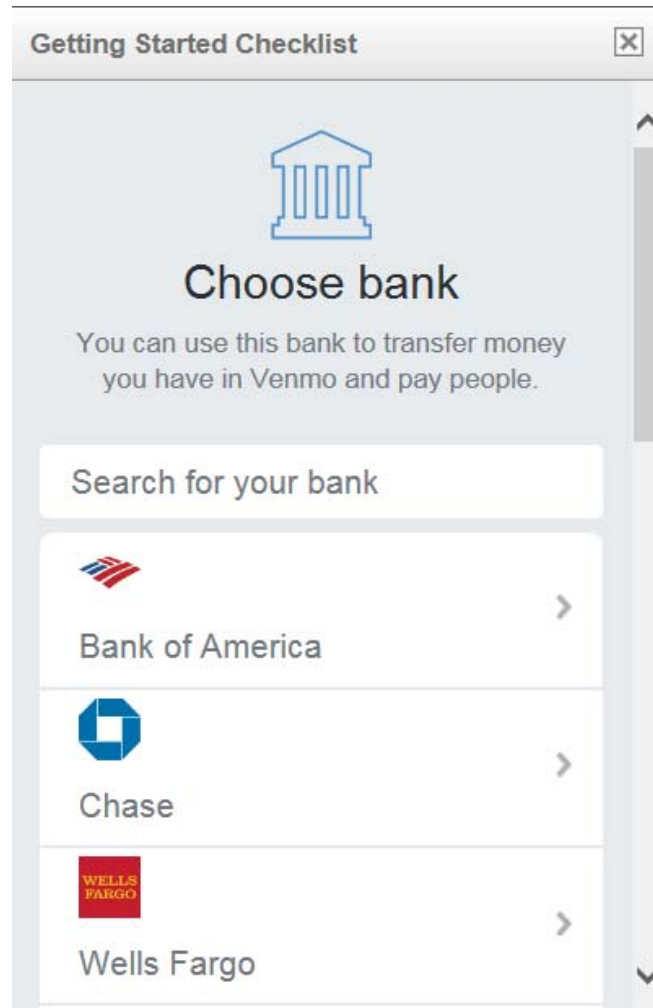 Getting Started Checklist
Choose bank
You can use this bank to transfer money
you have in Venmo and pay people.
Search for your bank
Bank of America
Chase
WELLS
FARGO
Wells Fargo